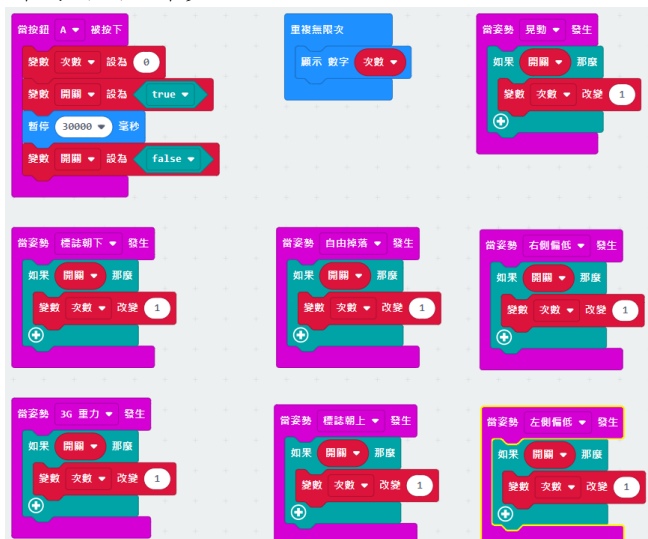 當按鈕 A 被按下
變數 次數 設為 0
變數 開關 設為 true
暫停 30000 毫秒
變數 開關 設為 false
重複無限次
顯示 數字 次數
當姿勢 晃動 發生
如果 開關 那麼
變數 次數 改變 1
當姿勢 標誌朝下 發生
如果 開關 那麼
變數 次數 改變 1
當姿勢 自由掉落 發生
如果 開關 那麼
變數 次數 改變 1
當姿勢 右側偏低 發生
如果 開關 那麼
變數 次數 改變 1
當姿勢 3G 重力 發生
如果 開關 那麼
變數 次數 改變 1
當姿勢 標誌朝上 發生
如果 開關 那麼
變數 次數 改變 1
當姿勢 左側偏低 發生
如果 開關 那麼
變數 次數 改變 1